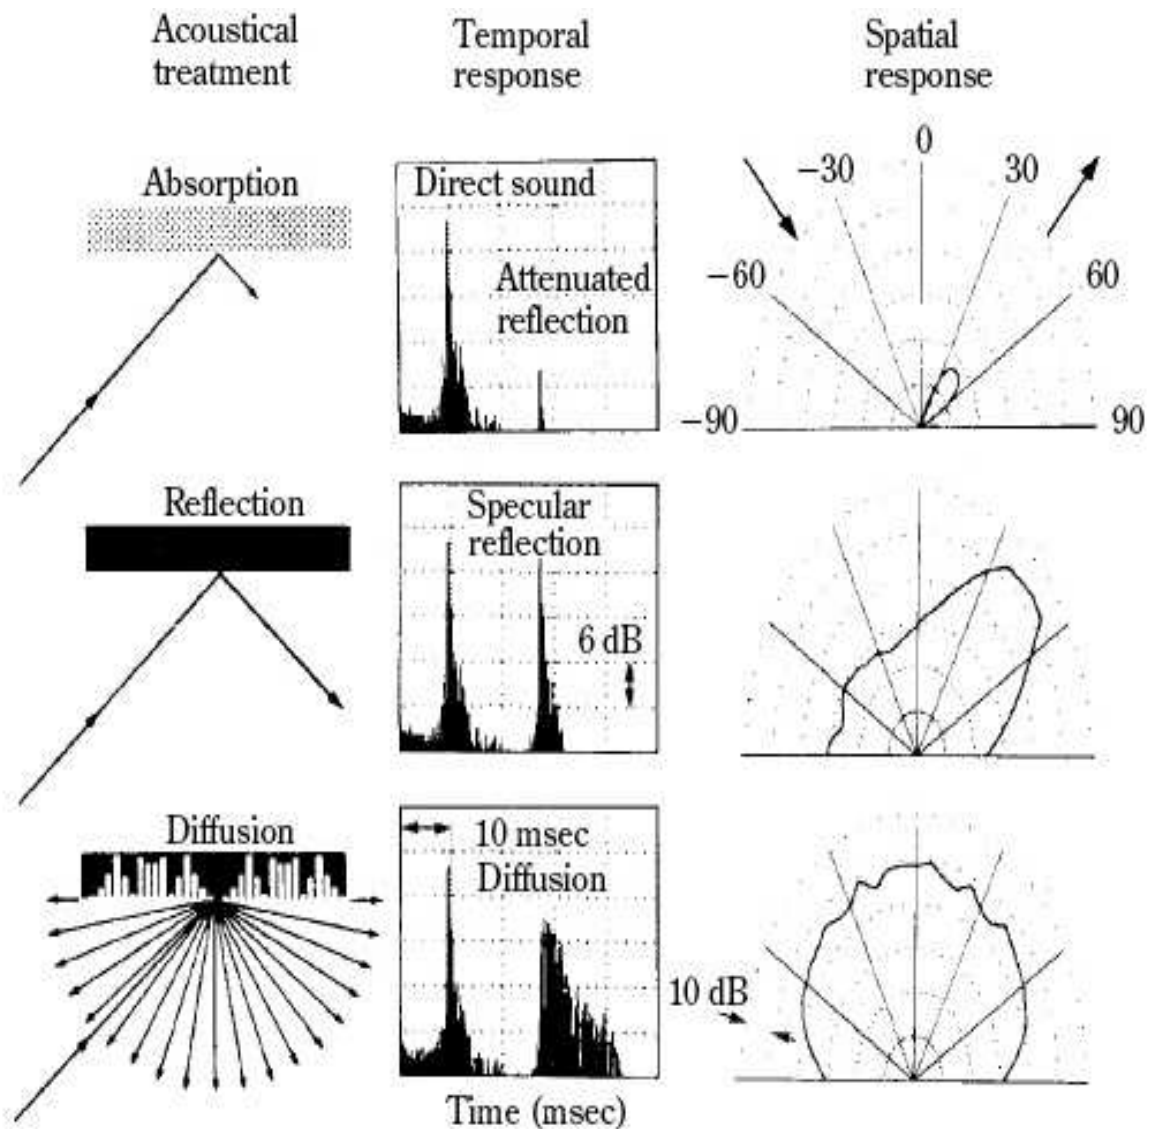 Acoustical
treatment
Temporal
response
Spatial
response
Absorption
Direct sound
Attenuated
reflection
0
−30
30
−60
60
−90
90
Reflection
Specular
reflection
6 dB
Diffusion
10 msec
Diffusion
10 dB
Time (msec)